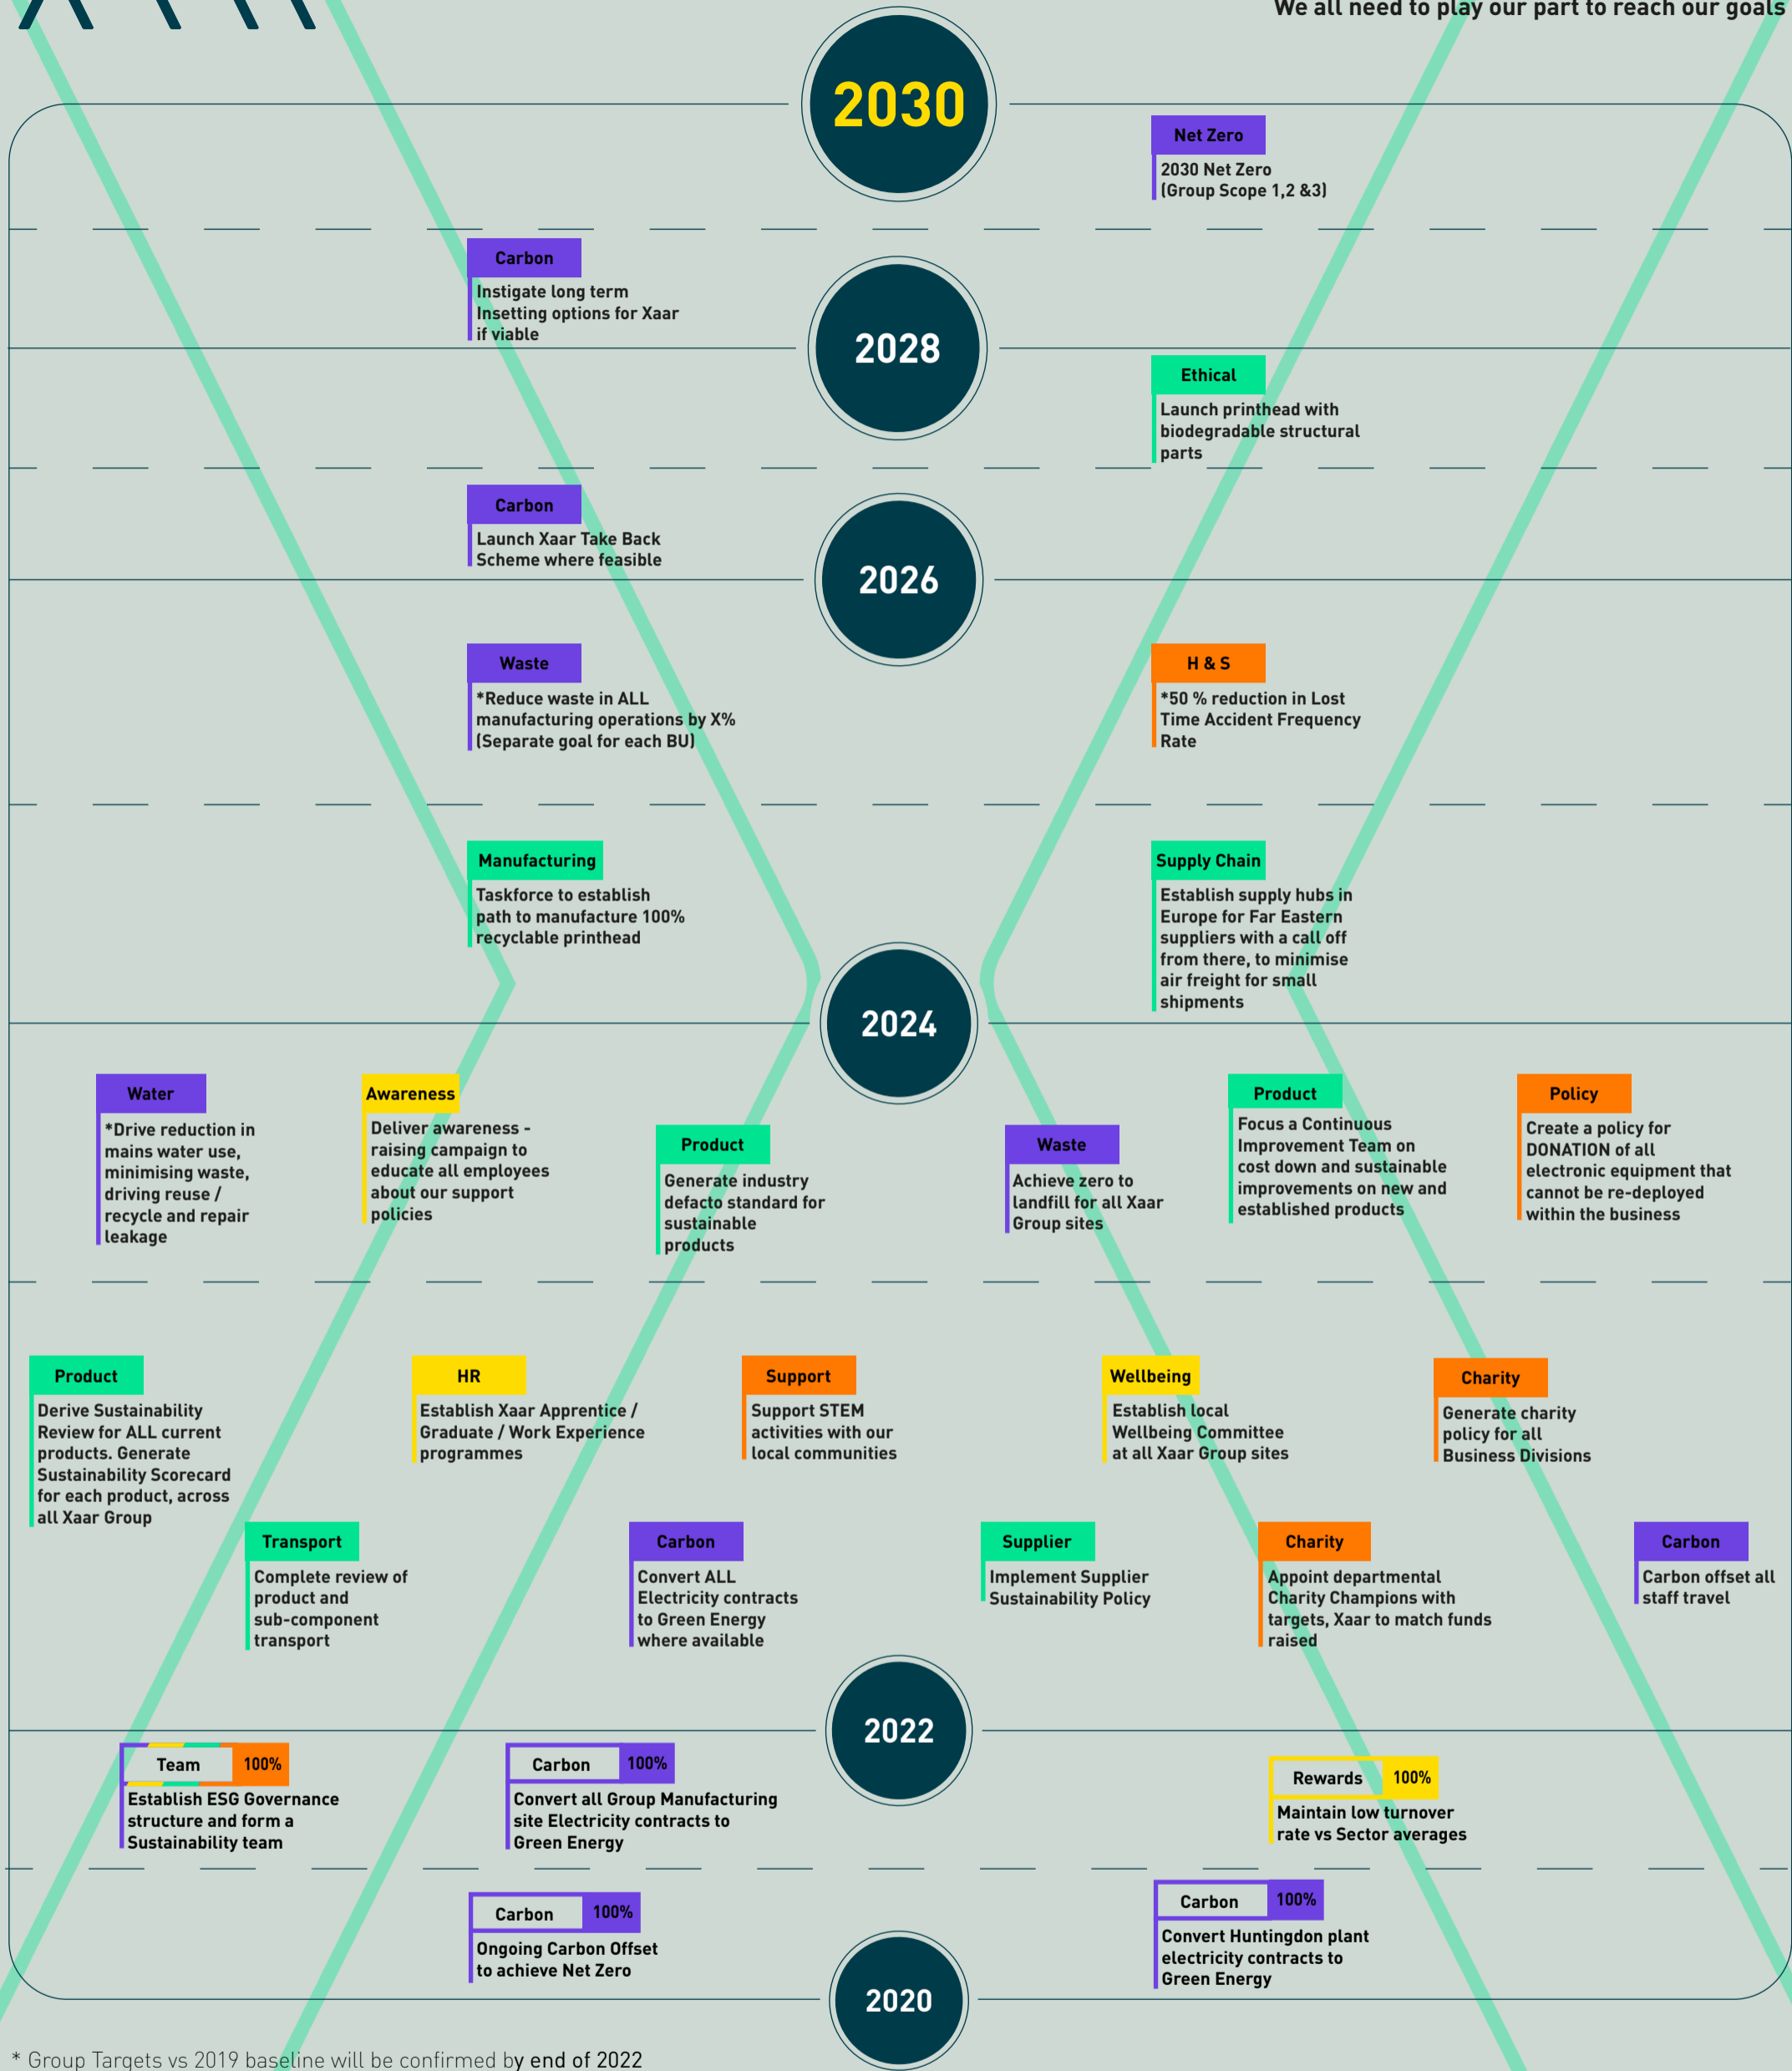 We all need to play our part to reach our goals
2030
Net Zero
2030 Net Zero
(Group Scope 1,2 &3)
Carbon
Instigate long term
Insetting options for Xaar
if viable
2028
Ethical
Launch printhead with
biodegradable structural
parts
Carbon
Launch Xaar Take Back
Scheme where feasible
2026
Waste
*Reduce waste in ALL
manufacturing operations by X%
(Separate goal for each BU)
H & S
*50 % reduction in Lost
Time Accident Frequency
Rate
Manufacturing
Taskforce to establish
path to manufacture 100%
recyclable printhead
Supply Chain
Establish supply hubs in
Europe for Far Eastern
suppliers with a call off
from there, to minimise
air freight for small
shipments
2024
Water
*Drive reduction in
mains water use,
minimising waste,
driving reuse /
recycle and repair
leakage
Awareness
Deliver awareness -
raising campaign to
educate all employees
about our support
policies
Product
Generate industry
defacto standard for
sustainable
products
Waste
Achieve zero to
landfill for all Xaar
Group sites
Product
Focus a Continuous
Improvement Team on
cost down and sustainable
improvements on new and
established products
Policy
Create a policy for
DONATION of all
electronic equipment that
cannot be re-deployed
within the business
Product
Derive Sustainability
Review for ALL current
products. Generate
Sustainability Scorecard
for each product, across
all Xaar Group
HR
Establish Xaar Apprentice /
Graduate / Work Experience
programmes
Support
Support STEM
activities with our
local communities
Wellbeing
Establish local
Wellbeing Committee
at all Xaar Group sites
Charity
Generate charity
policy for all
Business Divisions
Transport
Complete review of
product and
sub-component
transport
Carbon
Convert ALL
Electricity contracts
to Green Energy
where available
Supplier
Implement Supplier
Sustainability Policy
Charity
Appoint departmental
Charity Champions with
targets, Xaar to match funds
raised
Carbon
Carbon offset all
staff travel
2022
Team 100%
Establish ESG Governance
structure and form a
Sustainability team
Carbon 100%
Convert all Group Manufacturing
site Electricity contracts to
Green Energy
Rewards 100%
Maintain low turnover
rate vs Sector averages
Carbon 100%
Ongoing Carbon Offset
to achieve Net Zero
Carbon 100%
Convert Huntingdon plant
electricity contracts to
Green Energy
2020
* Group Targets vs 2019 baseline will be confirmed by end of 2022